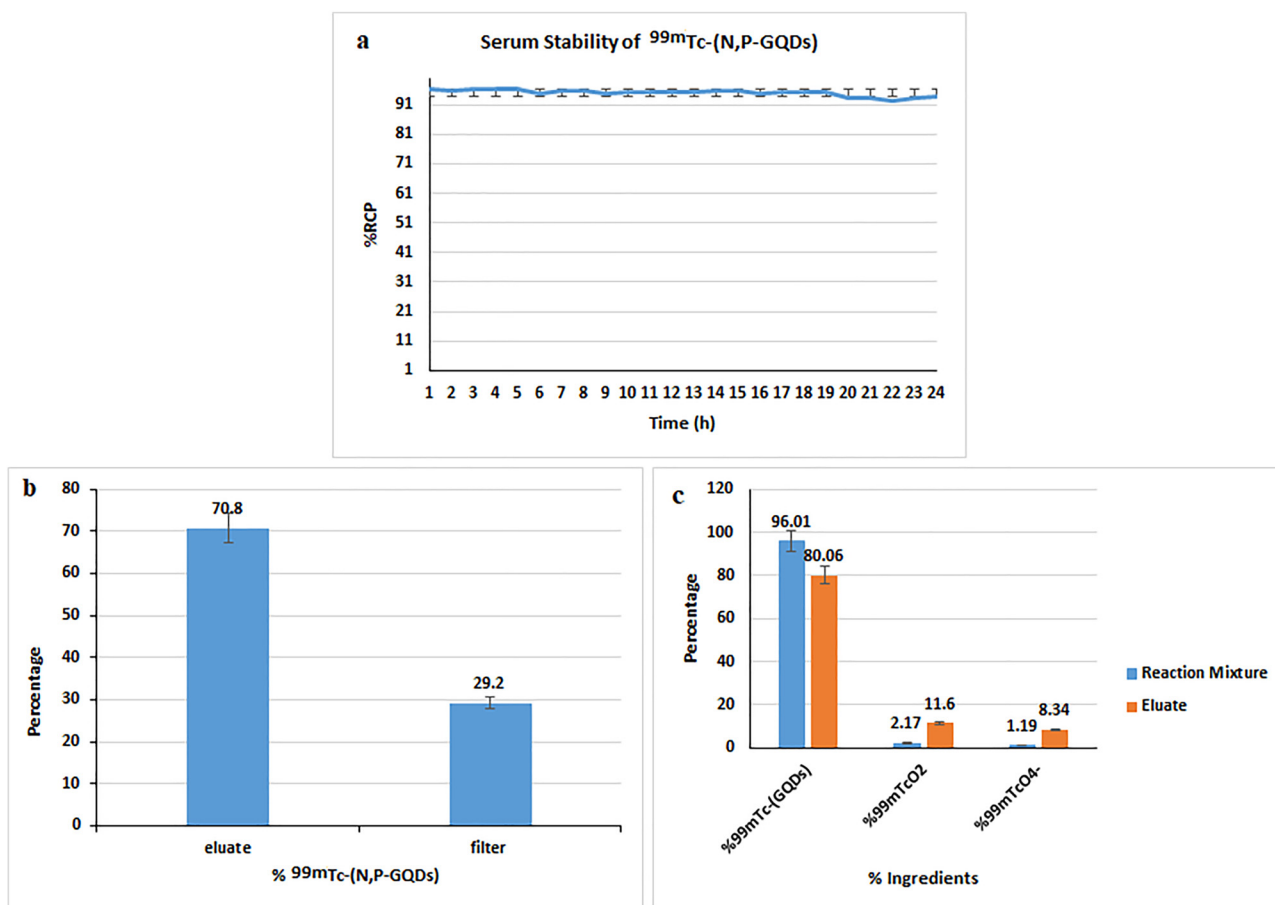 a
Serum Stability of 99mTc-(N,P-GQDs)
%RCP
91
81
71
61
51
41
31
21
11
1
1 2 3 4 5 6 7 8 9 10 11 12 13 14 15 16 17 18 19 20 21 22 23 24
Time (h)
b
Percentage
80
70
60
50
40
30
20
10
0
70.8
29.2
eluate filter
% 99mTc-(N,P-GQDs)
c
Percentage
120
100
80
60
40
20
0
96.01
80.06
2.17
11.6
1.19
8.34
%99mTc-(GQDs)
%99mTcO2
%99mTcO4-
% Ingredients
Reaction Mixture
Eluate